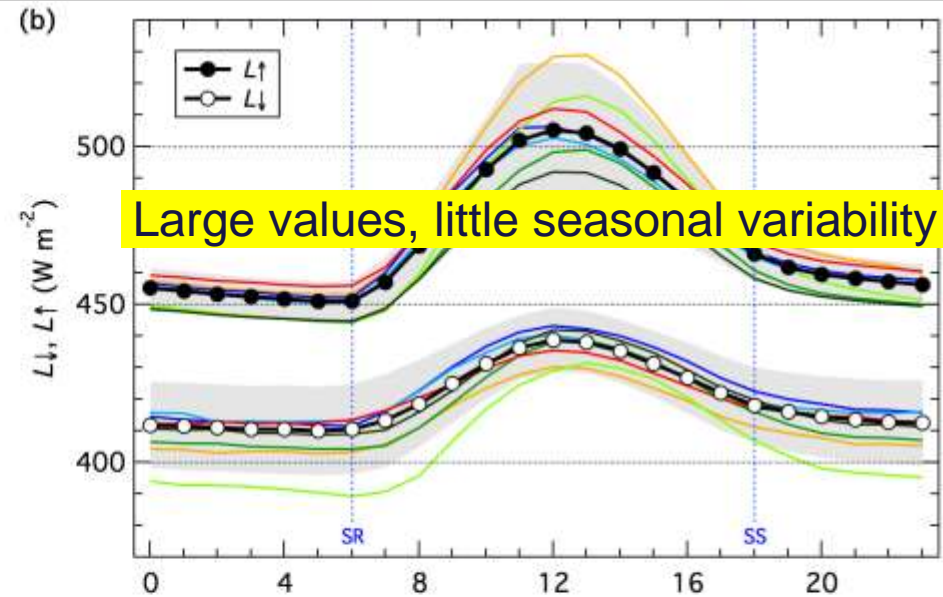 (b)
L↑
L↓
500
Large values, little seasonal variability
450
400
L↓, L↑ (W m⁻²)
SR
SS
0 4 8 12 16 20